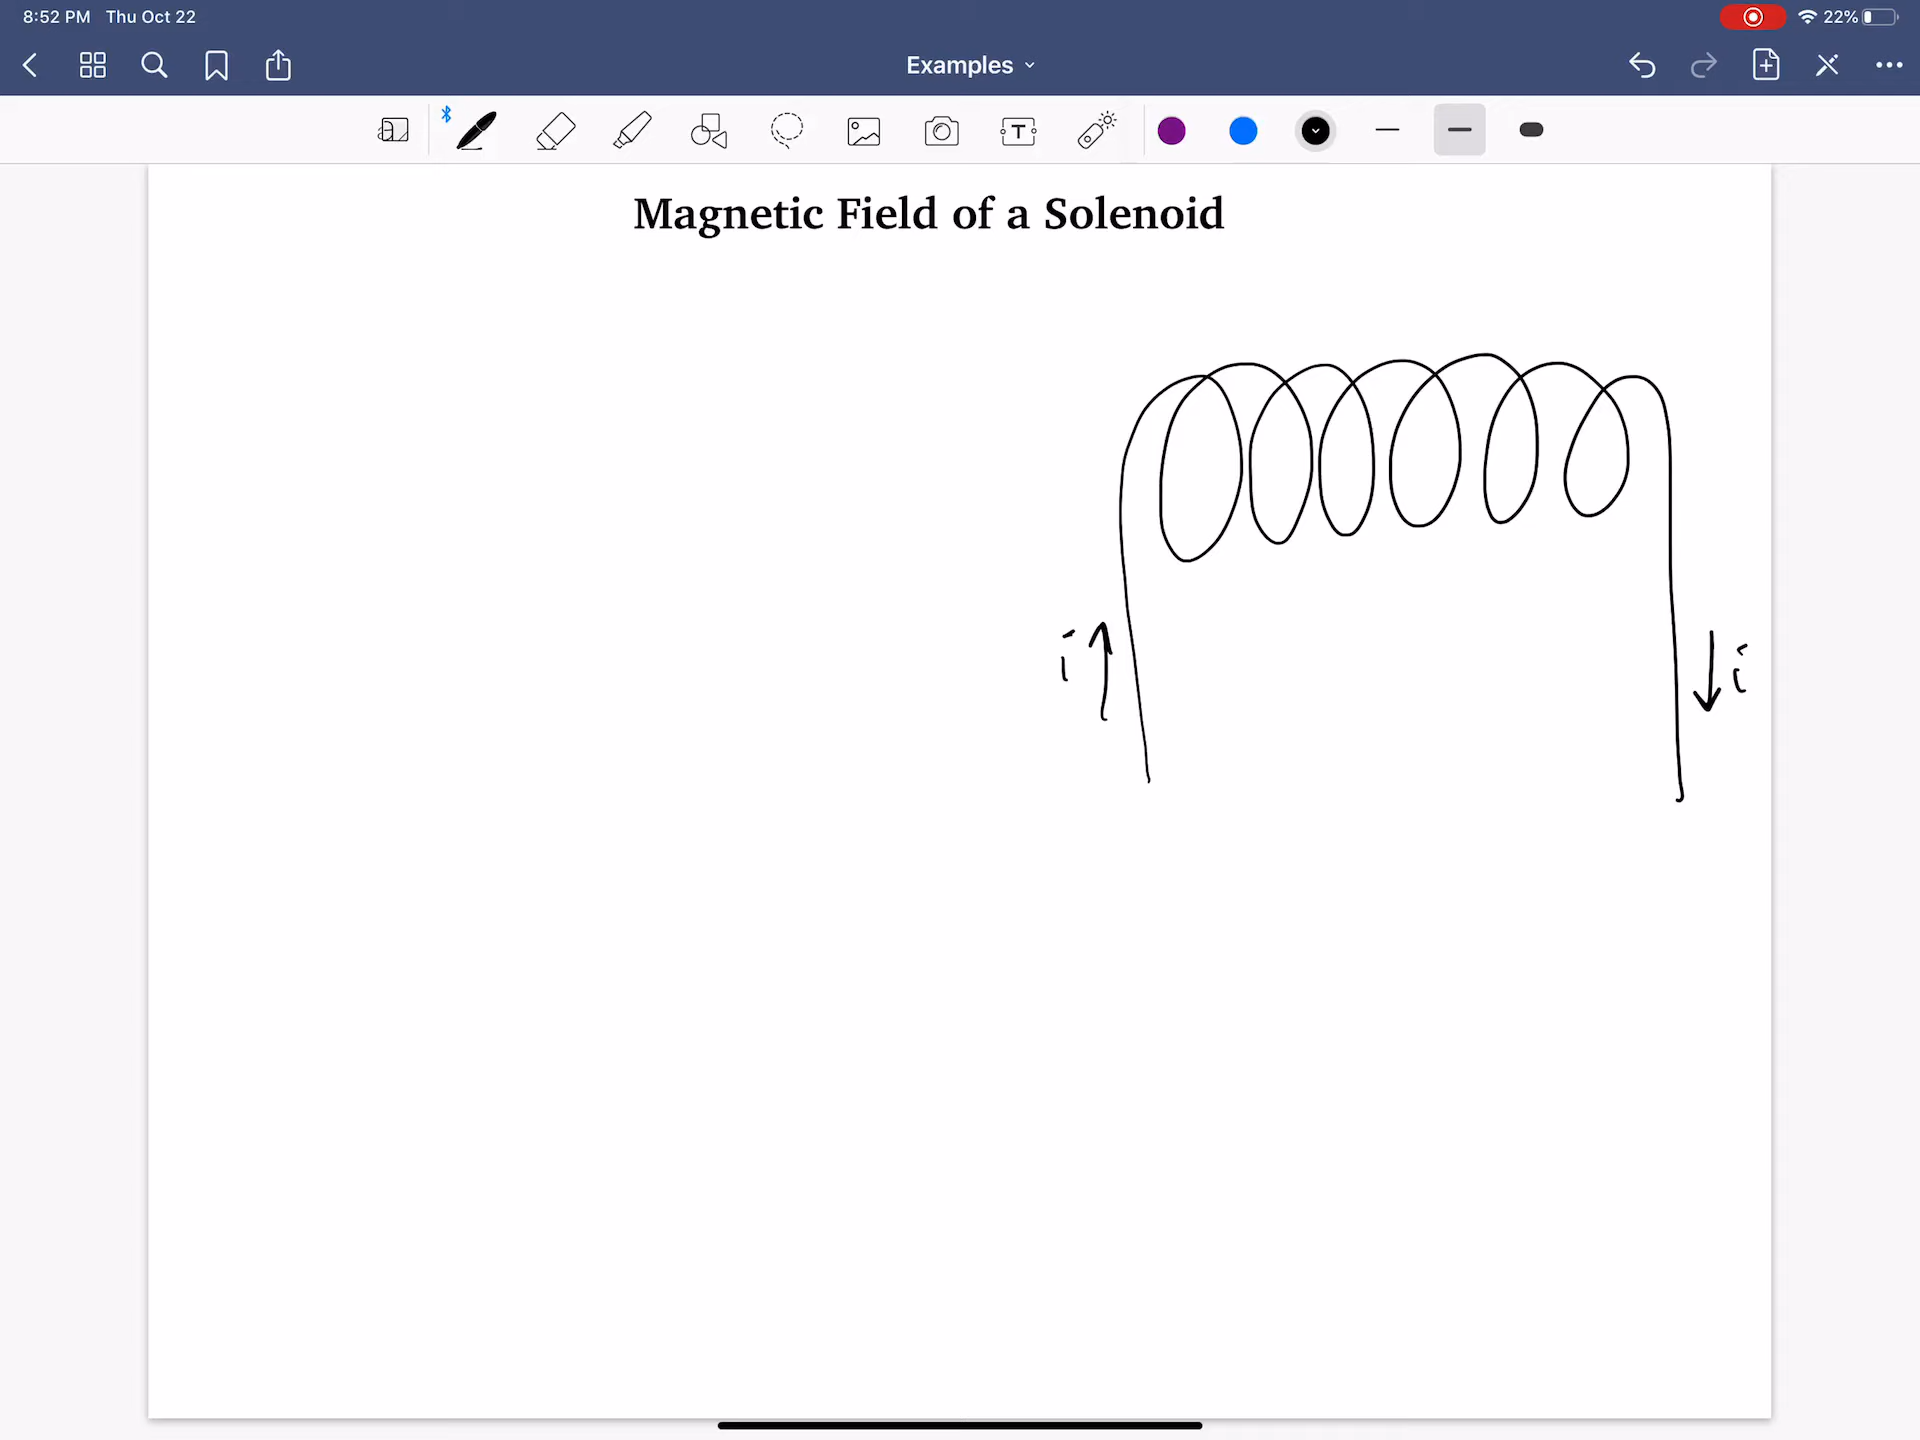 8:52 PM Thu Oct 22
22%
Examples
T
Magnetic Field of a Solenoid
i
i